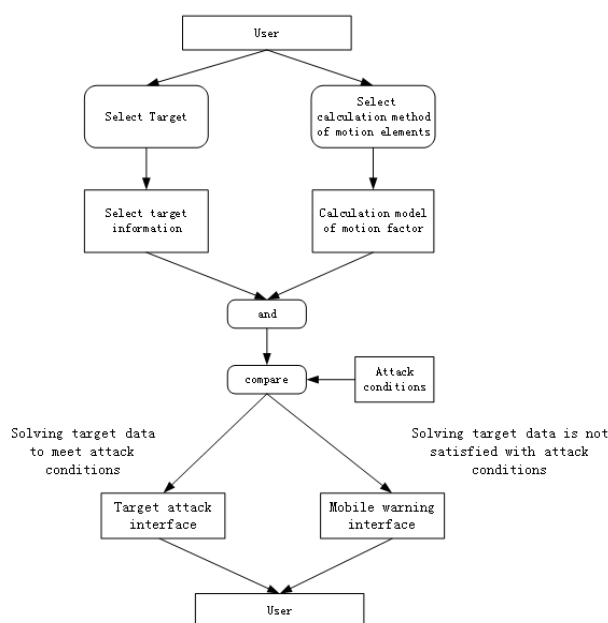 User
Select Target
Select
calculation method
of motion elements
Select target
information
Calculation model
of motion factor
and
compare
Attack
conditions
Solving target data
to meet attack
conditions
Solving target data is not
satisfied with attack
conditions
Target attack
interface
Mobile warning
interface
User